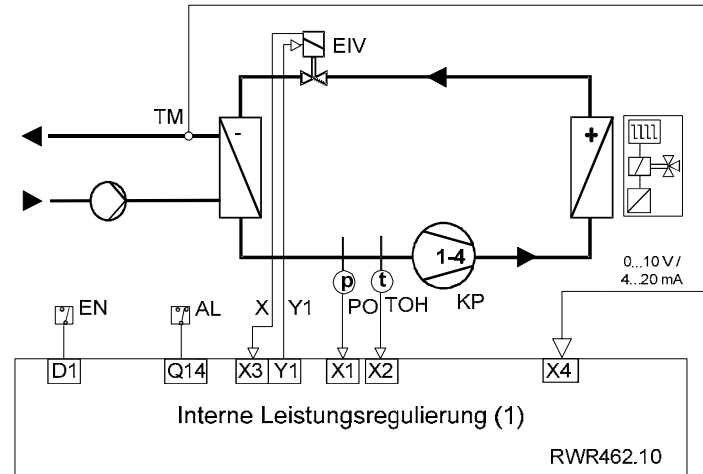 EIV
TM
-
+
1-4
0...10 V /
4...20 mA
p
t
EN
AL
X
Y1
PO
TOH
KP
D1
Q14
X3
Y1
X1
X2
X4
Interne Leistungsregulierung (1)
RWR462.10